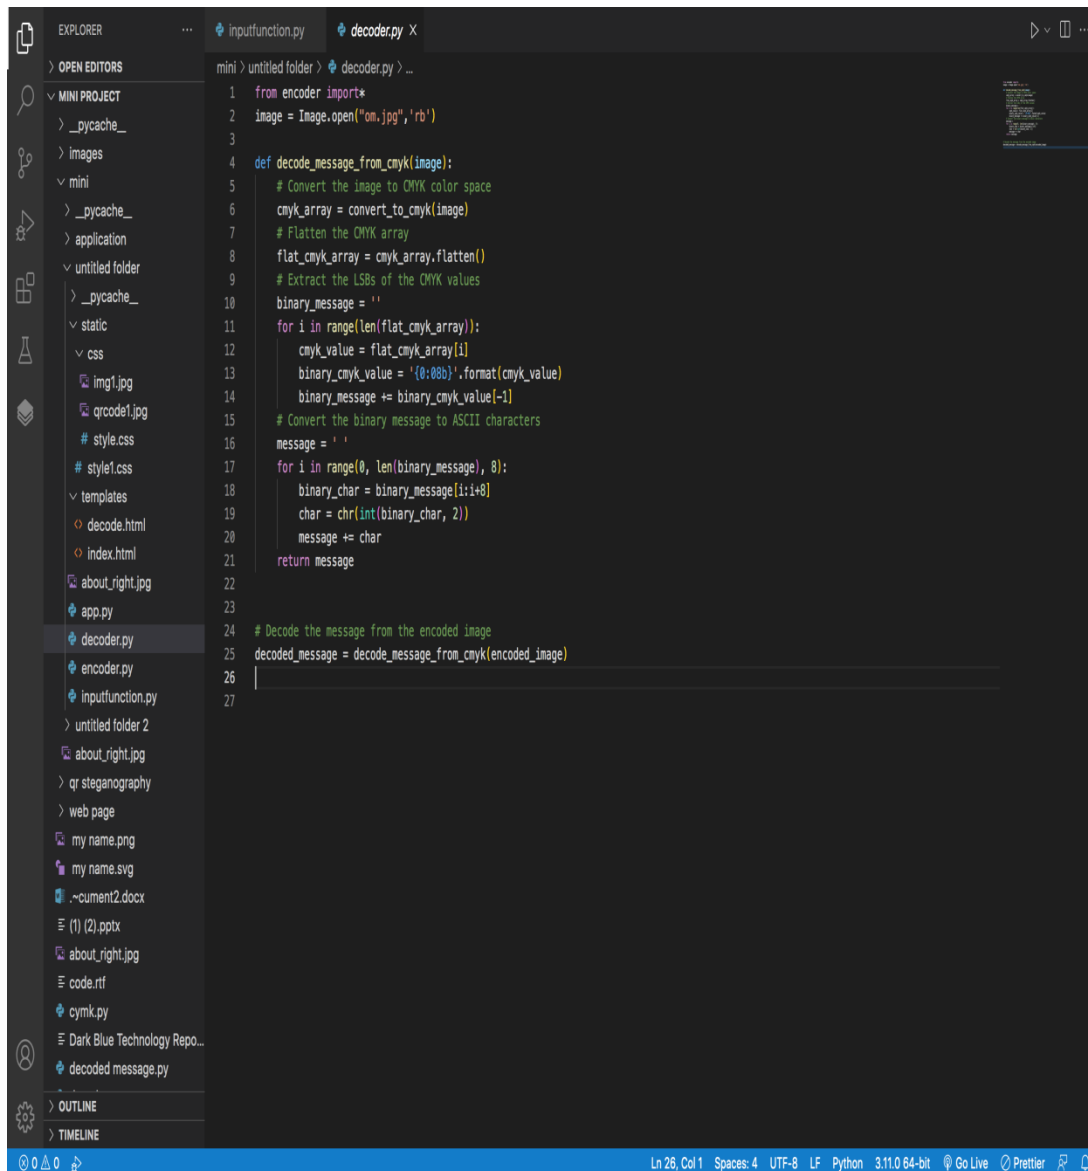 EXPLORER ...
OPEN EDITORS
MINI PROJECT
__pycache__
images
mini
__pycache__
application
untitled folder
__pycache__
static
css
img1.jpg
qrcode1.jpg
# style.css
# style1.css
templates
<> decode.html
<> index.html
about_right.jpg
app.py
decoder.py
encoder.py
inputfunction.py
untitled folder 2
about_right.jpg
qr steganography
web page
my name.png
my name.svg
.~cument2.docx
(1) (2).pptx
about_right.jpg
code.rtf
cymk.py
Dark Blue Technology Repo...
decoded message.py
OUTLINE
TIMELINE
inputfunction.py decoder.py ×
mini > untitled folder > decoder.py > ...
1 from encoder import*
2 image = Image.open("om.jpg",'rb')
3
4 def decode_message_from_cmyk(image):
5 # Convert the image to CMYK color space
6 cmyk_array = convert_to_cmyk(image)
7 # Flatten the CMYK array
8 flat_cmyk_array = cmyk_array.flatten()
9 # Extract the LSBs of the CMYK values
10 binary_message = ''
11 for i in range(len(flat_cmyk_array)):
12 cmyk_value = flat_cmyk_array[i]
13 binary_cmyk_value = '{0:08b}'.format(cmyk_value)
14 binary_message += binary_cmyk_value[-1]
15 # Convert the binary message to ASCII characters
16 message = ' '
17 for i in range(0, len(binary_message), 8):
18 binary_char = binary_message[i:i+8]
19 char = chr(int(binary_char, 2))
20 message += char
21 return message
22
23
24 # Decode the message from the encoded image
25 decoded_message = decode_message_from_cmyk(encoded_image)
26
27
0 0 Ln 26, Col 1 Spaces: 4 UTF-8 LF Python 3.11.0 64-bit Go Live Prettier